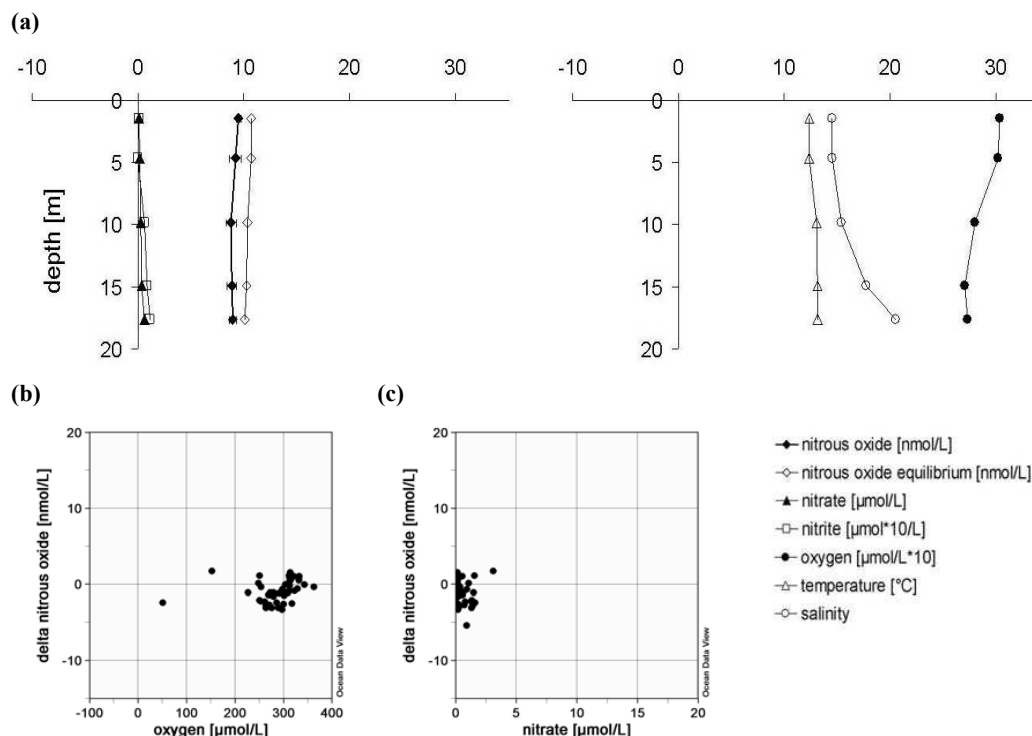 (a)
-10 0 10 20 30
-10 0 10 20 30
0
5
10
15
20
depth [m]
0
5
10
15
20
(b)
(c)
20
10
0
-10
delta nitrous oxide [nmol/L]
-100 0 100 200 300 400
oxygen [µmol/L]
Ocean Data View
20
10
0
-10
delta nitrous oxide [nmol/L]
0 5 10 15 20
nitrate [µmol/L]
Ocean Data View
nitrous oxide [nmol/L]
nitrous oxide equilibrium [nmol/L]
nitrate [µmol/L]
nitrite [µmol*10/L]
oxygen [µmol/L*10]
temperature [°C]
salinity